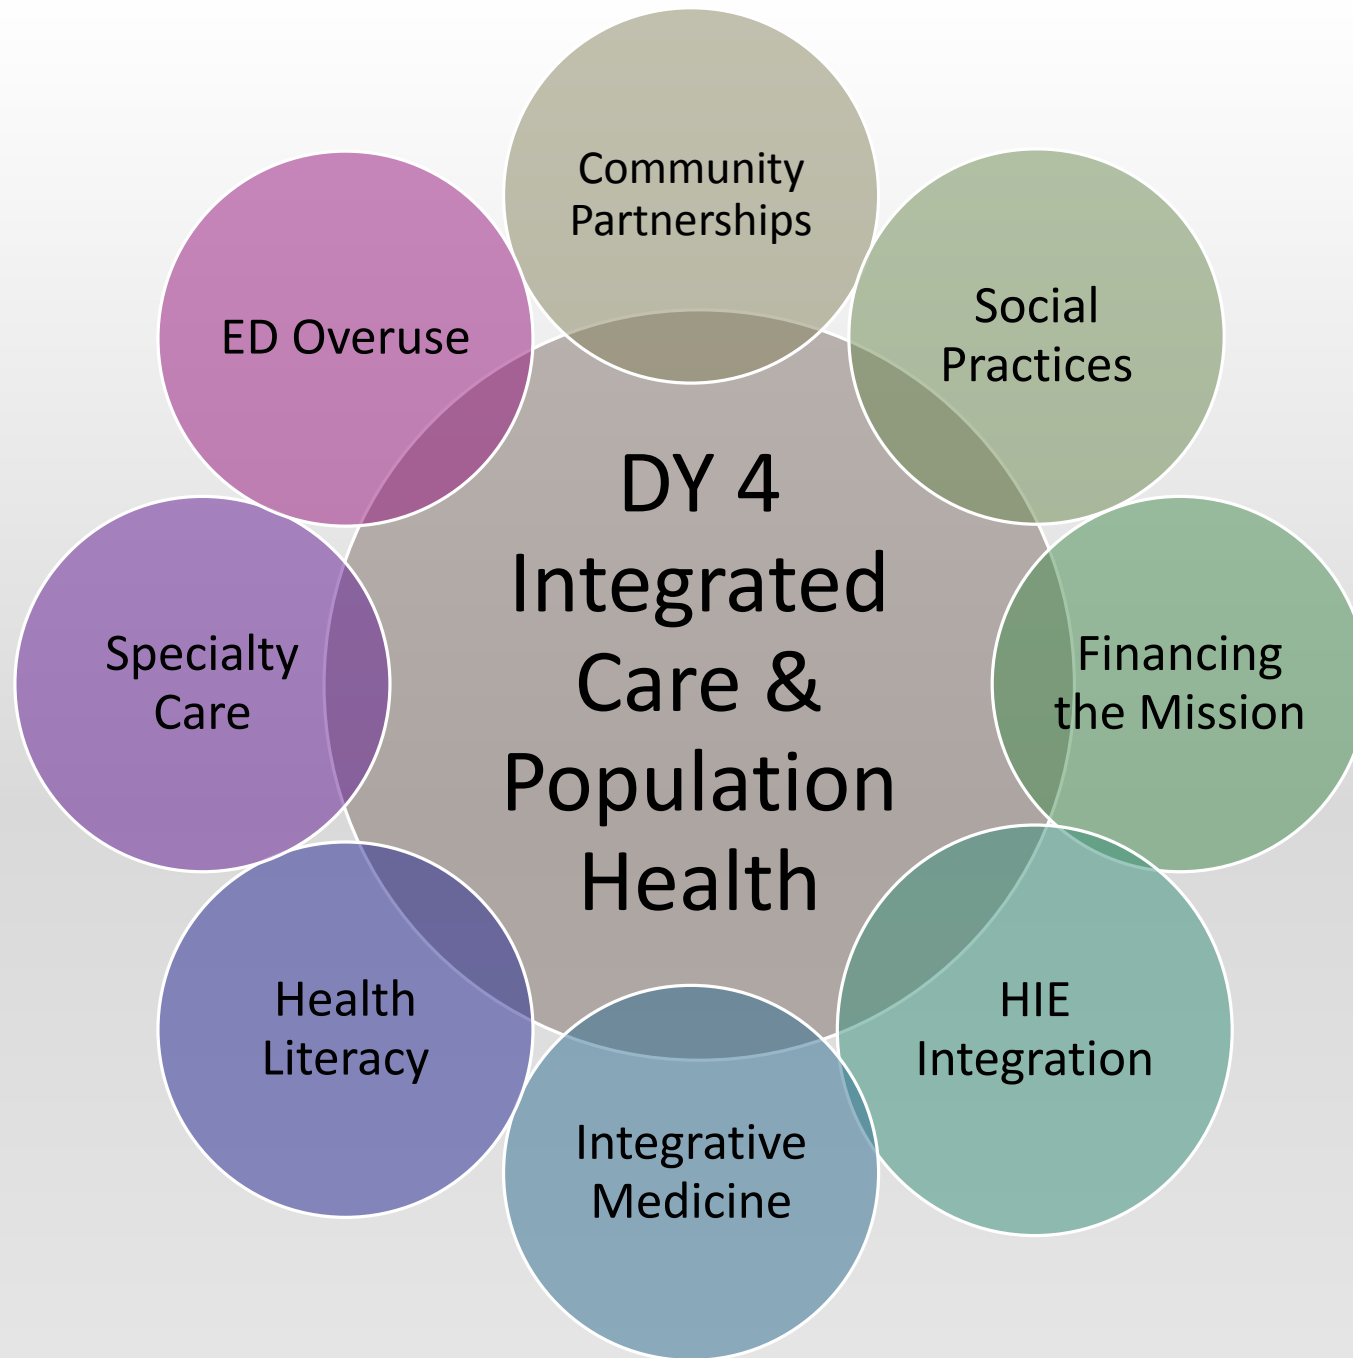 Community
Partnerships
Social
Practices
Financing
the Mission
HIE
Integration
Integrative
Medicine
Health
Literacy
Specialty
Care
ED Overuse
DY 4
Integrated
Care &
Population
Health